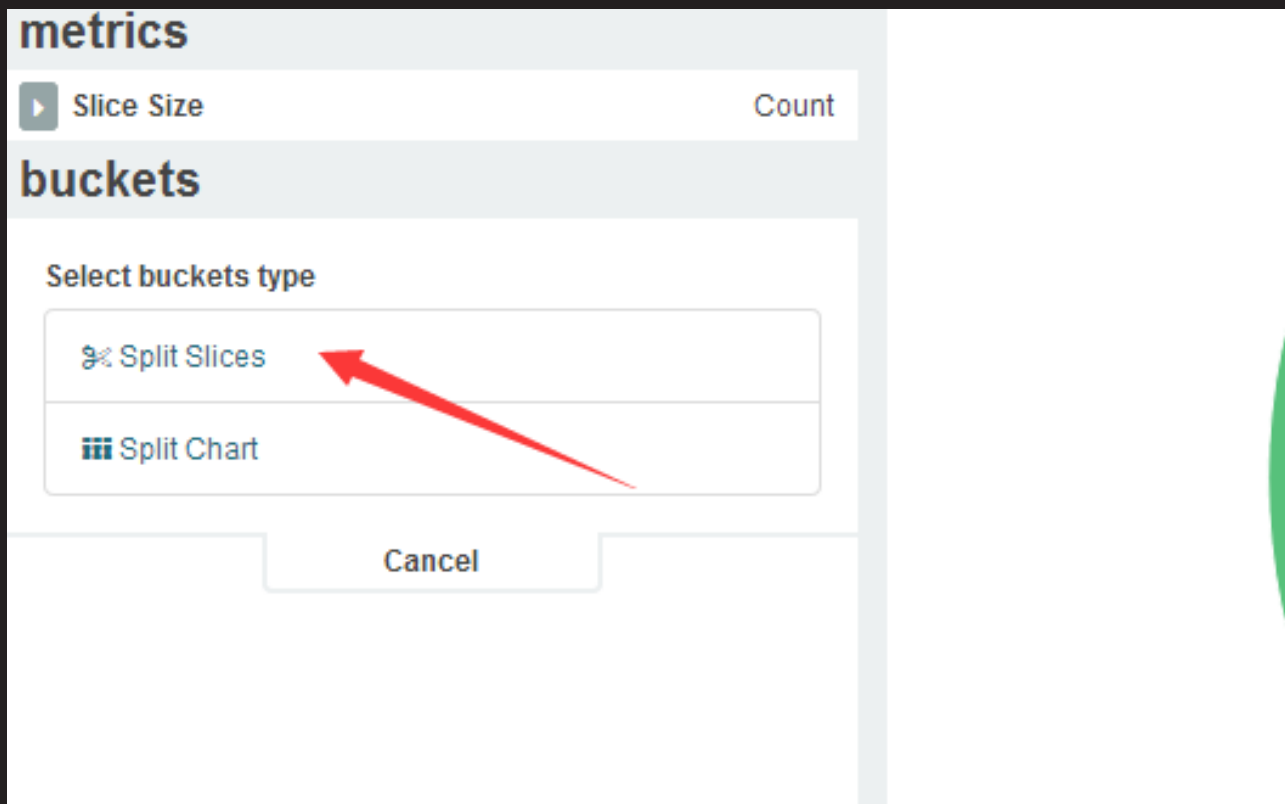 metrics
Slice Size Count
buckets
Select buckets type
Split Slices
Split Chart
Cancel